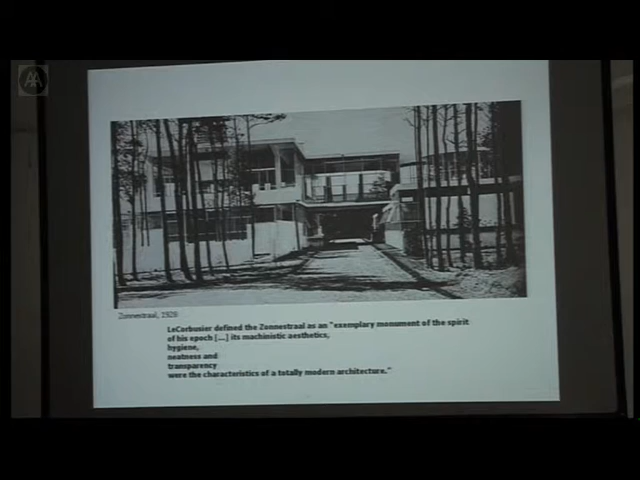 AA
Zonnestraal, 1928
LeCorbusier defined the Zonnestraal as an "exemplary monument of the spirit
of his epoch [...] its machinistic aesthetics,
hygiene,
neatness and
transparency
were the characteristics of a totally modern architecture."